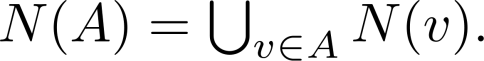 N(A) = ⋃_{v∈A} N(v).